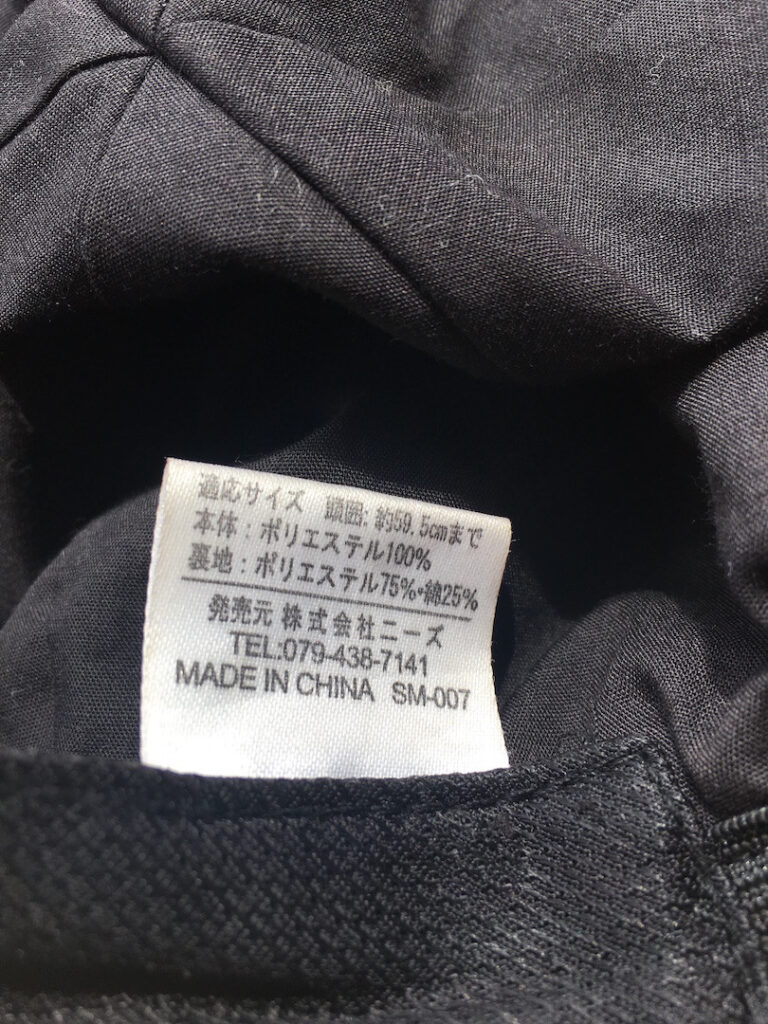 適応サイズ 頭囲:約59.5cmまで
本体:ポリエステル100%
裏地:ポリエステル75%・綿25%
発売元 株式会社ニーズ
TEL:079-438-7141
MADE IN CHINA SM-007